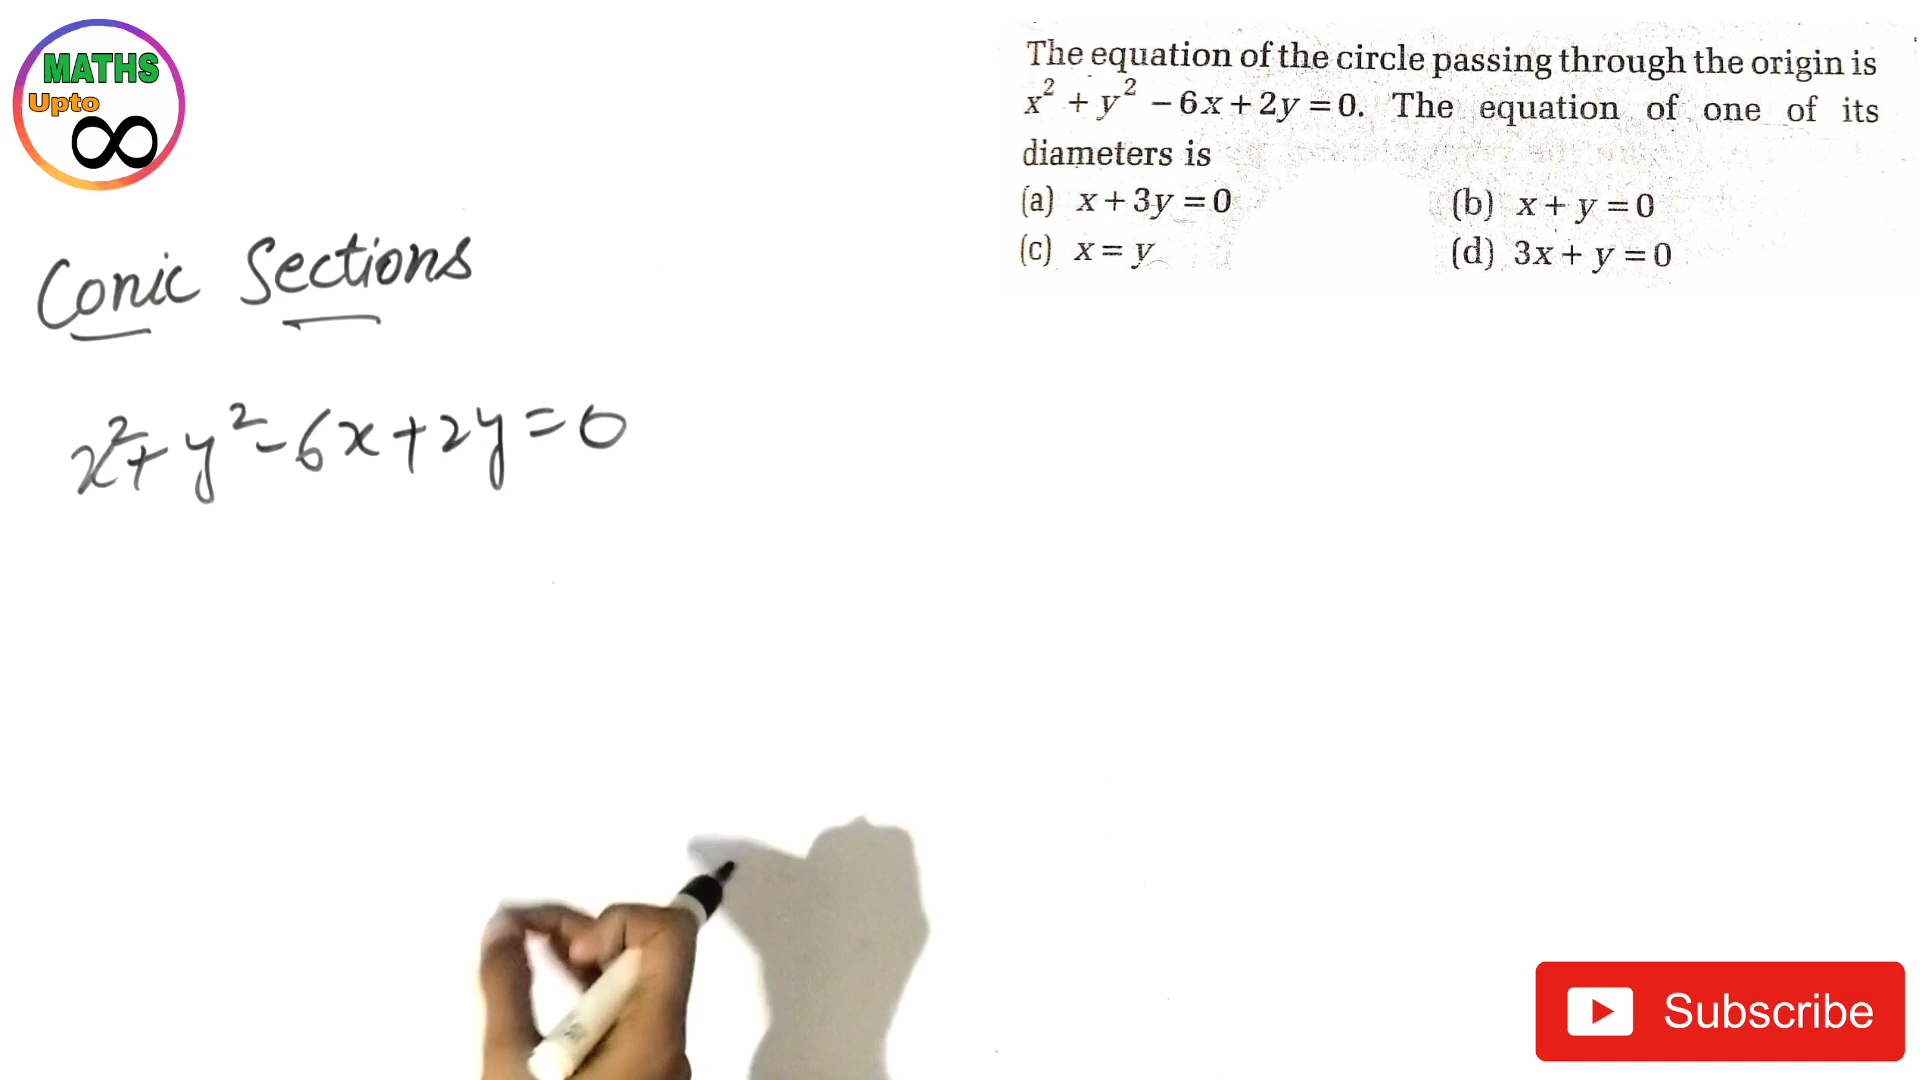 MATHS
Upto
∞
The equation of the circle passing through the origin is
x² + y² - 6x + 2y = 0. The equation of one of its
diameters is
(a) x + 3y = 0 (b) x + y = 0
(c) x = y (d) 3x + y = 0
Conic Sections
x² + y² - 6x + 2y = 0
Subscribe